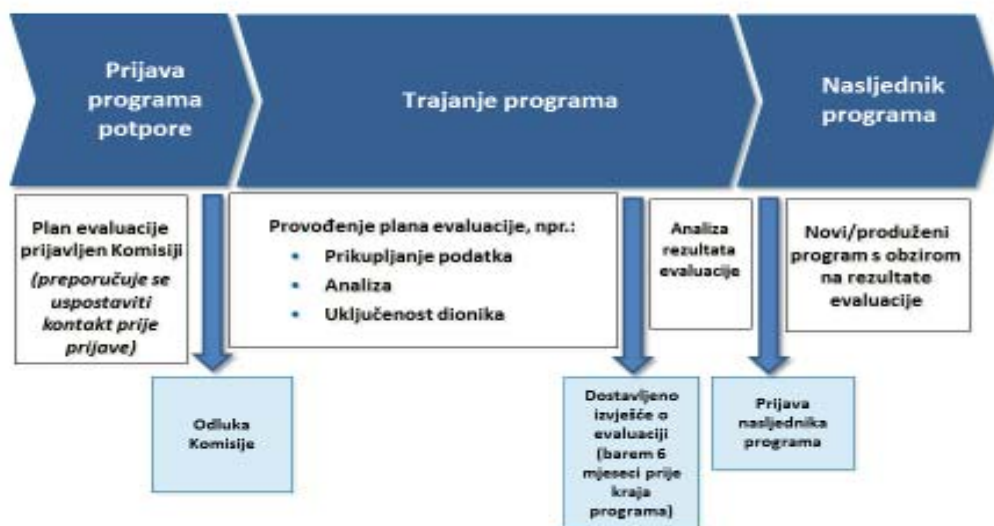 Prijava
programa
potpore
Trajanje programa
Nasljednik
programa
Plan evaluacije
prijavljen Komisiji
(preporučuje se
uspostaviti
kontakt prije
prijave)
Provođenje plana evaluacije, npr.:
• Prikupljanje podatka
• Analiza
• Uključenost dionika
Analiza
rezultata
evaluacije
Novi/produženi
program s obzirom
na rezultate
evaluacije
Odluka
Komisije
Dostavljeno
izvješće o
evaluaciji
(barem 6
mjeseci prije
kraja
programa)
Prijava
nasljednika
programa